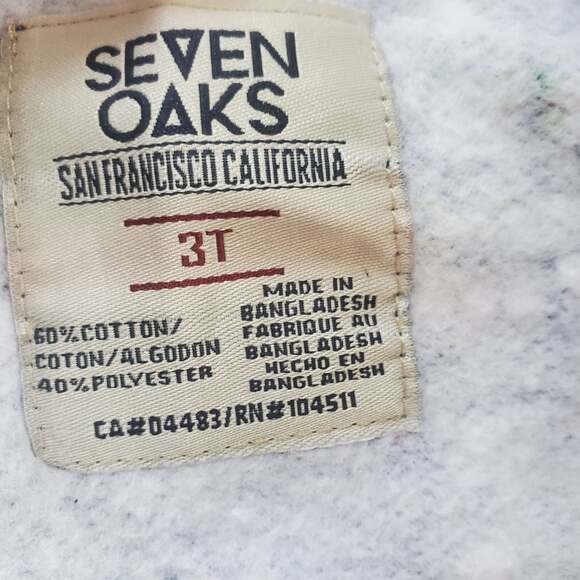 SEVEN
OAKS
SAN FRANCISCO CALIFORNIA
3T
60%COTTON/
COTON/ALGODON
40%POLYESTER
MADE IN
BANGLADESH
FABRIQUE AU
BANGLADESH
HECHO EN
BANGLADESH
CA#04483/RN#104511